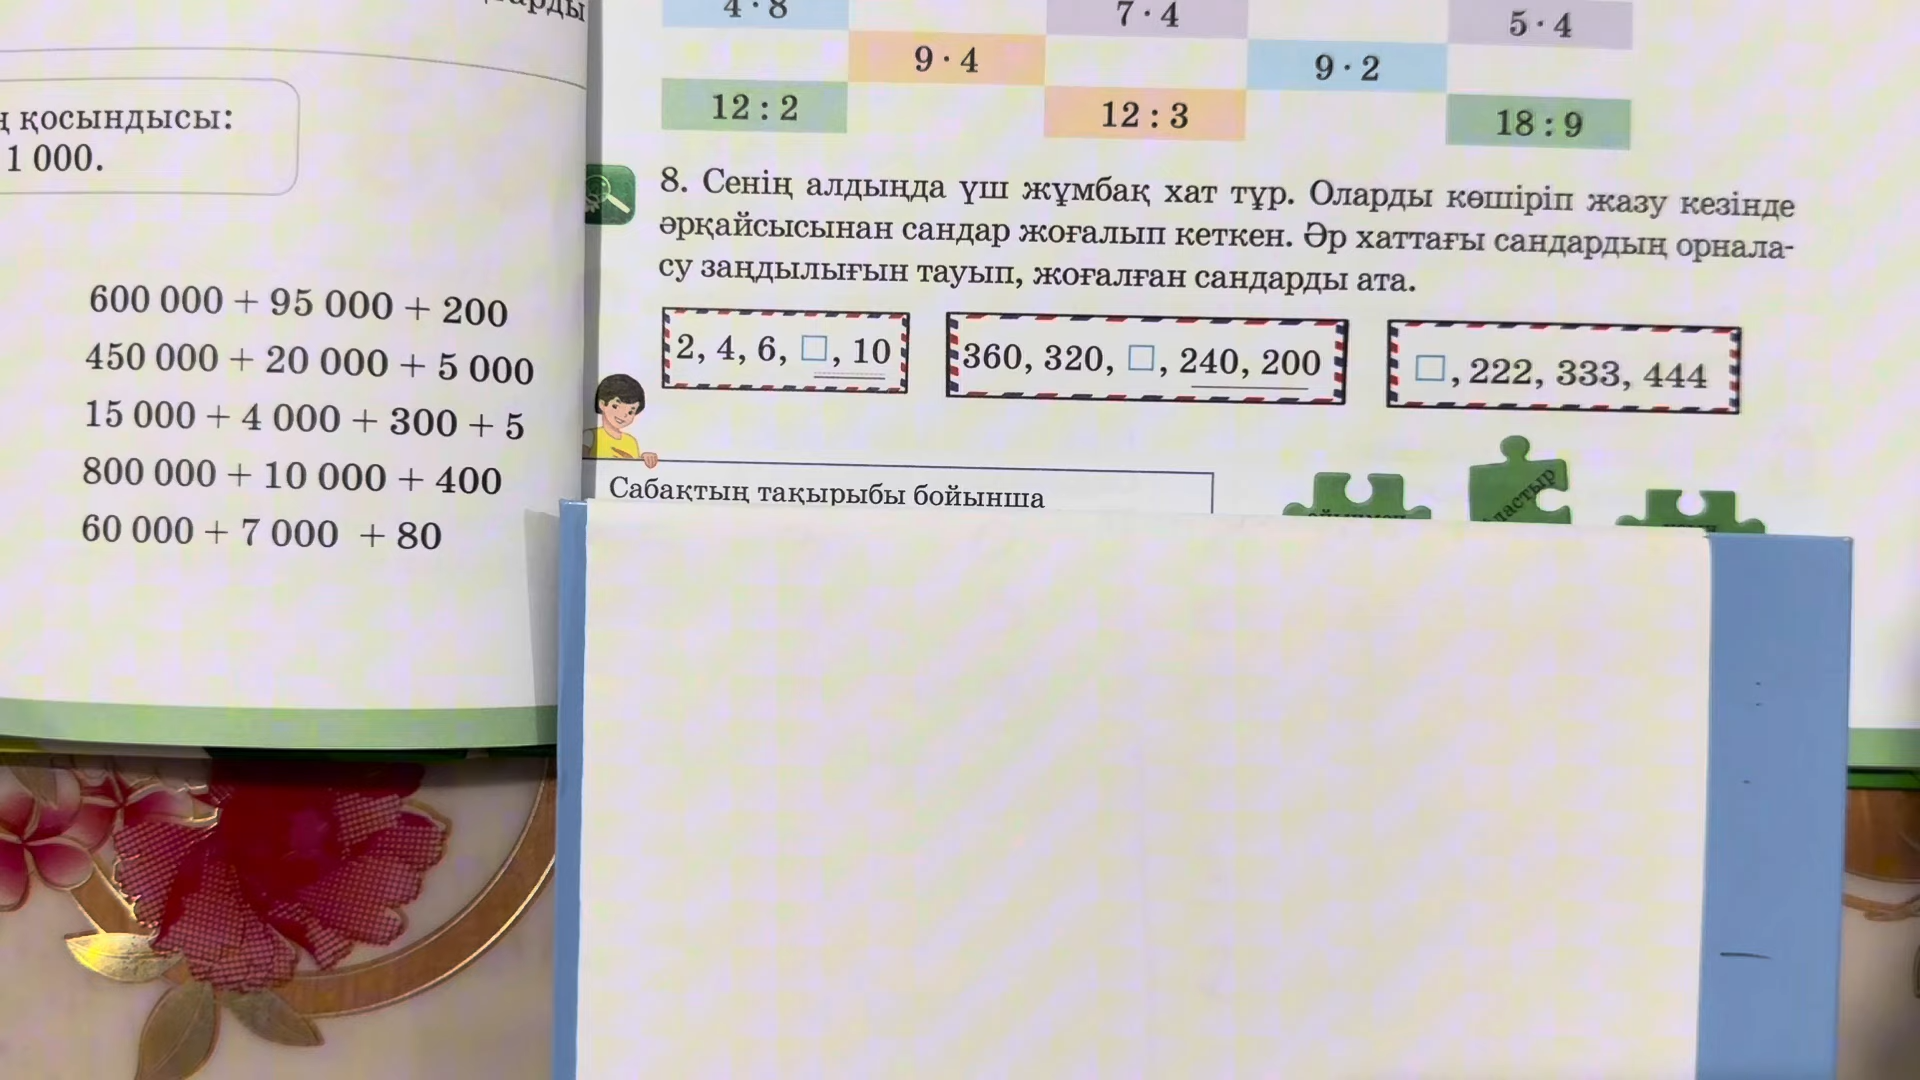 қосындысы:
1 000.
600 000 + 95 000 + 200
450 000 + 20 000 + 5 000
15 000 + 4 000 + 300 + 5
800 000 + 10 000 + 400
60 000 + 7 000 + 80
4 · 8 7 · 4 5 · 4
9 · 4 9 · 2
12 : 2 12 : 3 18 : 9
8. Сенің алдыңда үш жұмбақ хат тұр. Оларды көшіріп жазу кезінде
әрқайсысынан сандар жоғалып кеткен. Әр хаттағы сандардың орнала-
су заңдылығын тауып, жоғалған сандарды ата.
2, 4, 6, □, 10
360, 320, □, 240, 200
□, 222, 333, 444
Сабақтың тақырыбы бойынша